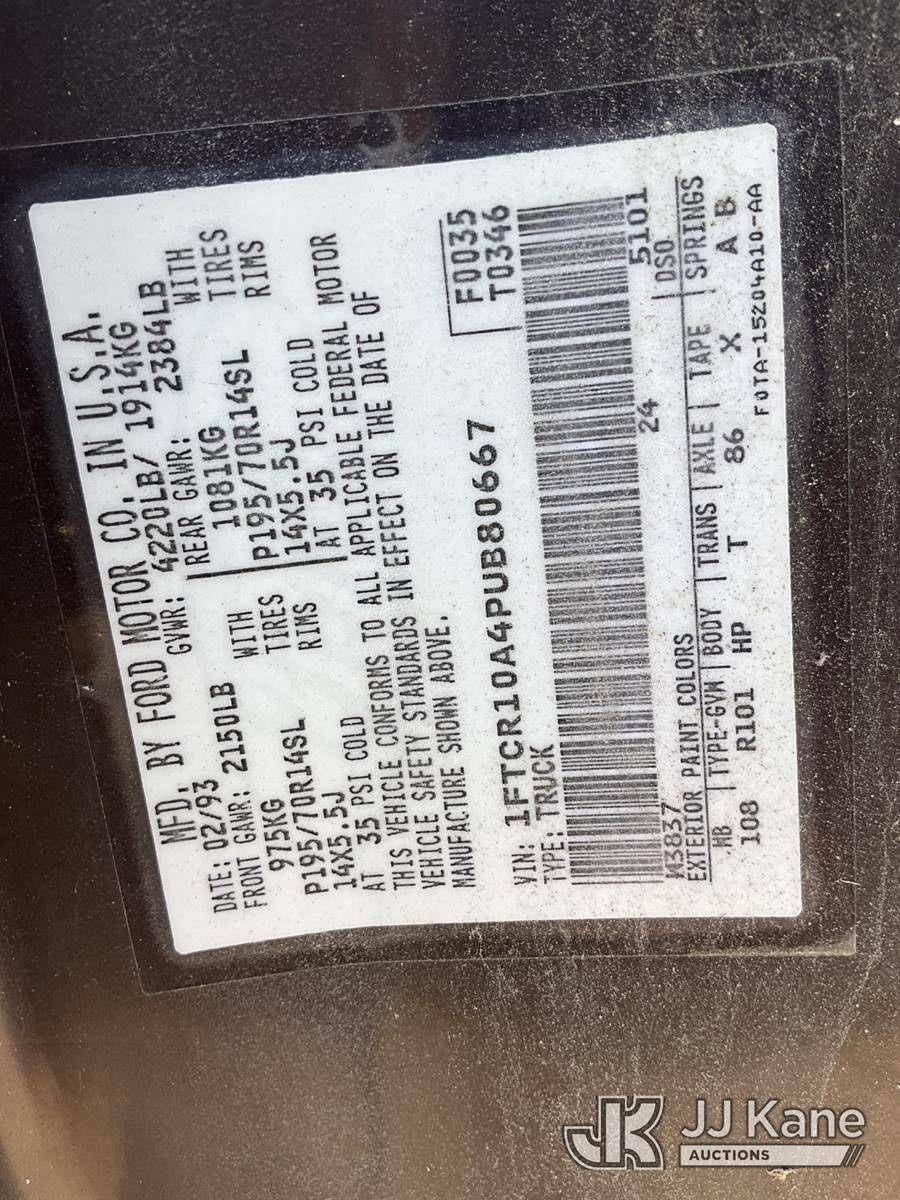 MFD. BY FORD MOTOR CO. IN U.S.A.
DATE: 02/93 GVWR: 4220LB/ 1914KG
FRONT GAWR: 2150LB REAR GAWR: 2384LB
975KG WITH 1081KG WITH
P195/70R14SL TIRES P195/70R14SL TIRES
14X5.5J RIMS 14X5.5J RIMS
AT 35 PSI COLD AT 35 PSI COLD
THIS VEHICLE CONFORMS TO ALL APPLICABLE FEDERAL MOTOR
VEHICLE SAFETY STANDARDS IN EFFECT ON THE DATE OF
MANUFACTURE SHOWN ABOVE.
F0035
VIN: 1FTCR10A4PUB80667 T0346
TYPE: TRUCK
W3837 24 5101
EXTERIOR PAINT COLORS DSO
WB TYPE-GVM BODY TRANS AXLE TAPE SPRINGS
108 R101 HP T 86 X A B
F0TA-15204A10-AA
JK JJ Kane
AUCTIONS